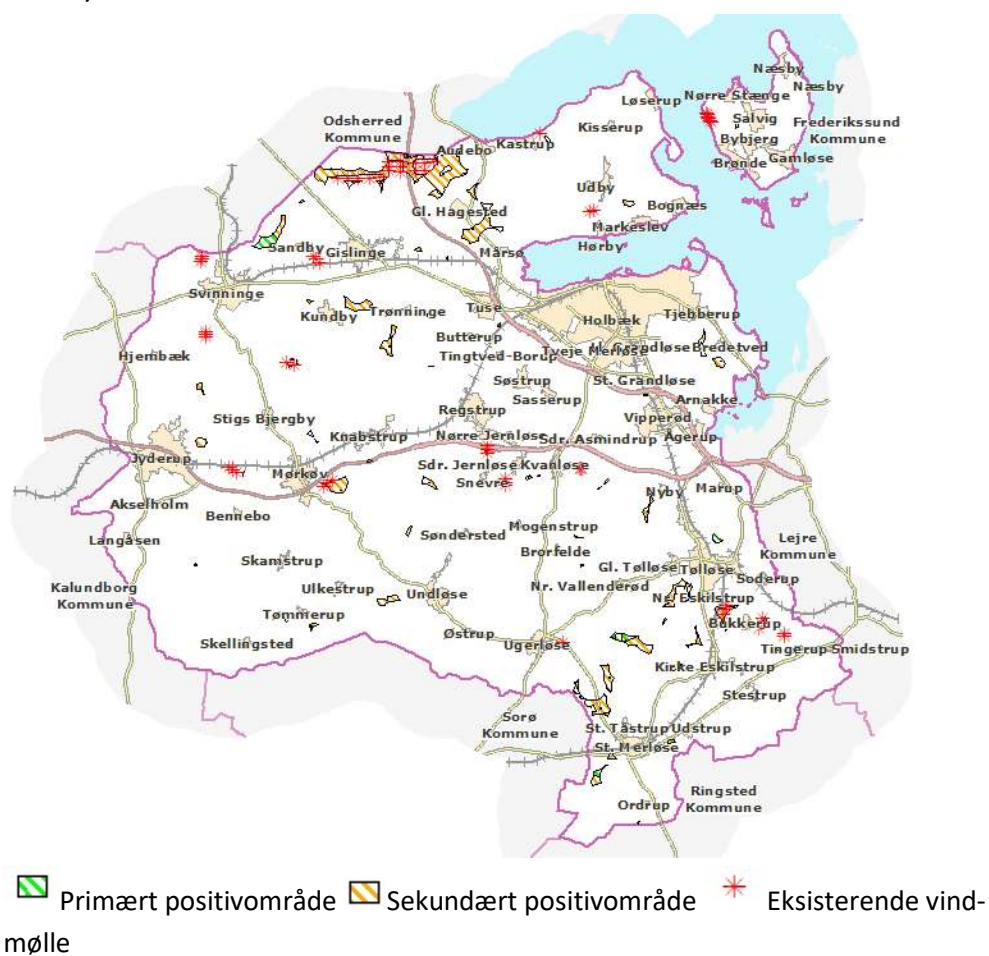 Næsby
Løserup
Nørre Stænge
Næsby
Odsherred
Kommune
Kisserup
Salvig
Frederikssund
Kommune
Audebo
Kastrup
Bybjerg
Brønde
Gamløse
Udby
Gl. Hagested
Bognæs
Markeslev
Sandby
Gislinge
Mårsø
Hørby
Svinninge
Kundby
Trønninge
Tuse
Holbæk
Tjebberup
Butterup
Hjembæk
Tingtved-Borup
Tveje Merløse
Grandløse
Bredetved
Søstrup
St. Grandløse
Sasserup
Arnakke
Stigs Bjergby
Regstrup
Vipperød
Knabstrup
Nørre Jernløse
Sdr. Asmindrup
Ågerup
Jyderup
Mørkøv
Sdr. Jernløse
Kvanløse
Snevre
Nyby
Marup
Akselholm
Bennebo
Langåsen
Søndersted
Mogenstrup
Lejre
Kommune
Skamstrup
Brorfelde
Gl. Tølløse
Tølløse
Soderup
Kalundborg
Kommune
Ulkestrup
Undløse
Nr. Vallenderød
Nr. Eskilstrup
Tømmerup
Bukkerup
Skellingsted
Østrup
Ugerløse
Tingerup
Smidstrup
Kirke Eskilstrup
Stestrup
Sorø
Kommune
St. Tåstrup
Udstrup
St. Merløse
Ringsted
Kommune
Ordrup
Primært positivområde Sekundært positivområde Eksisterende vind-
mølle